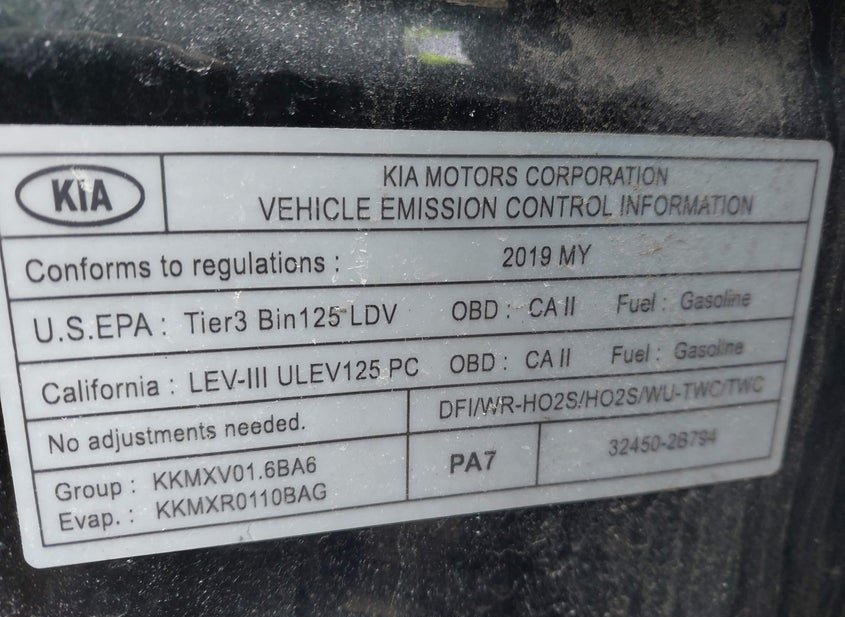 KIA
KIA MOTORS CORPORATION
VEHICLE EMISSION CONTROL INFORMATION
Conforms to regulations : 2019 MY
U.S.EPA : Tier3 Bin125 LDV OBD : CA II Fuel : Gasoline
California : LEV-III ULEV125 PC OBD : CA II Fuel : Gasoline
No adjustments needed.
DFI/WR-HO2S/HO2S/WU-TWC/TWC
Group : KKMXV01.6BA6
Evap. : KKMXR0110BAG
PA7
32450-2B794